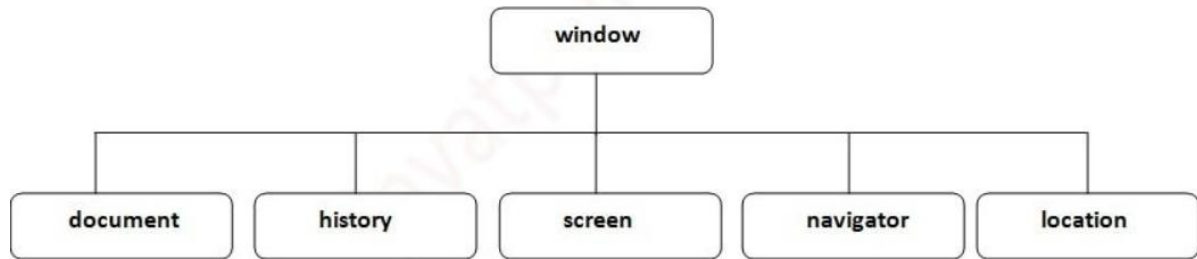 window
document
history
screen
navigator
location